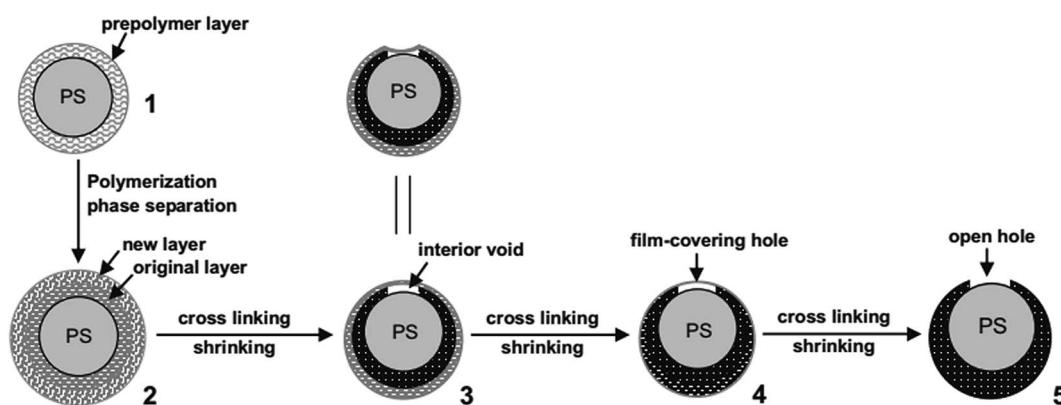 prepolymer layer
PS
1
PS
Polymerization
phase separation
new layer
original layer
PS
2
cross linking
shrinking
interior void
PS
3
cross linking
shrinking
film-covering hole
PS
4
cross linking
shrinking
open hole
PS
5